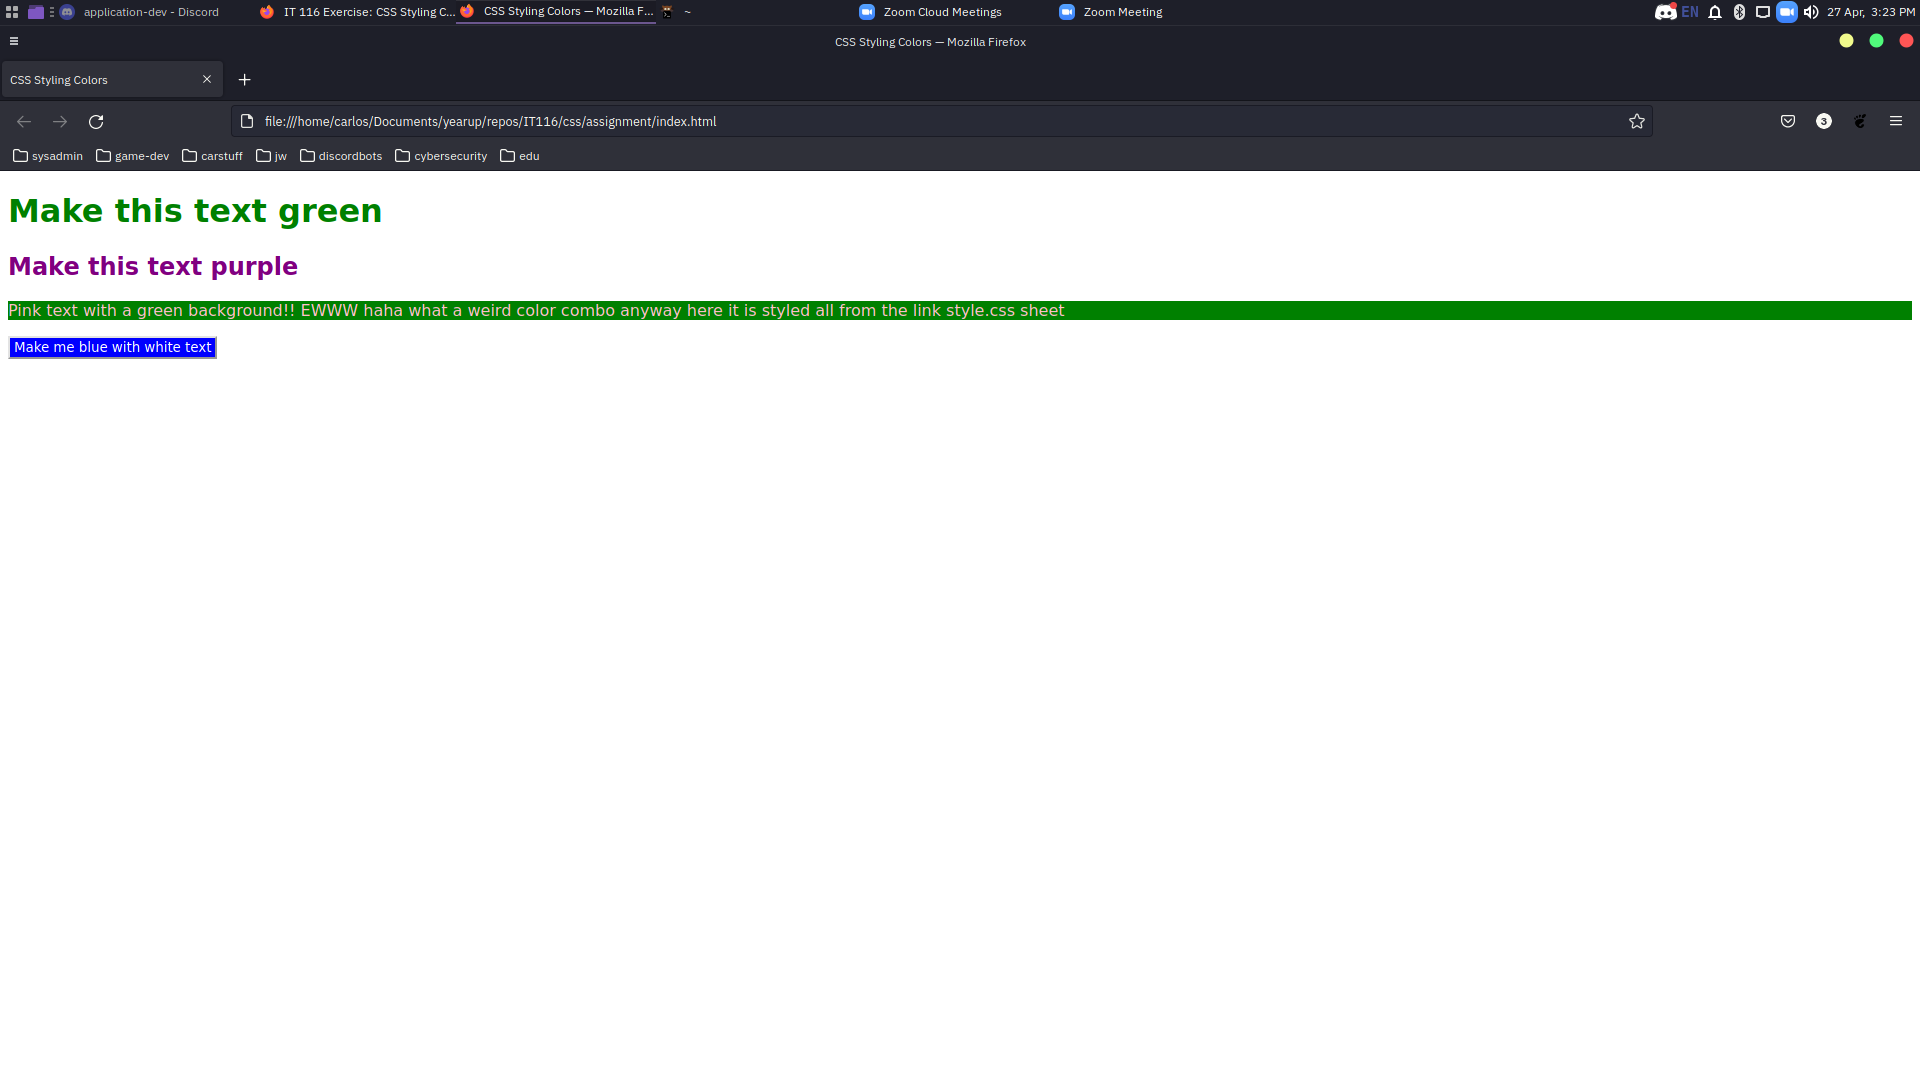 application-dev - Discord IT 116 Exercise: CSS Styling C... CSS Styling Colors — Mozilla F... ~ Zoom Cloud Meetings Zoom Meeting EN 27 Apr, 3:23 PM
CSS Styling Colors — Mozilla Firefox
CSS Styling Colors
file:///home/carlos/Documents/yearup/repos/IT116/css/assignment/index.html 3
sysadmin game-dev carstuff jw discordbots cybersecurity edu
Make this text green
Make this text purple
Pink text with a green background!! EWWW haha what a weird color combo anyway here it is styled all from the link style.css sheet
Make me blue with white text